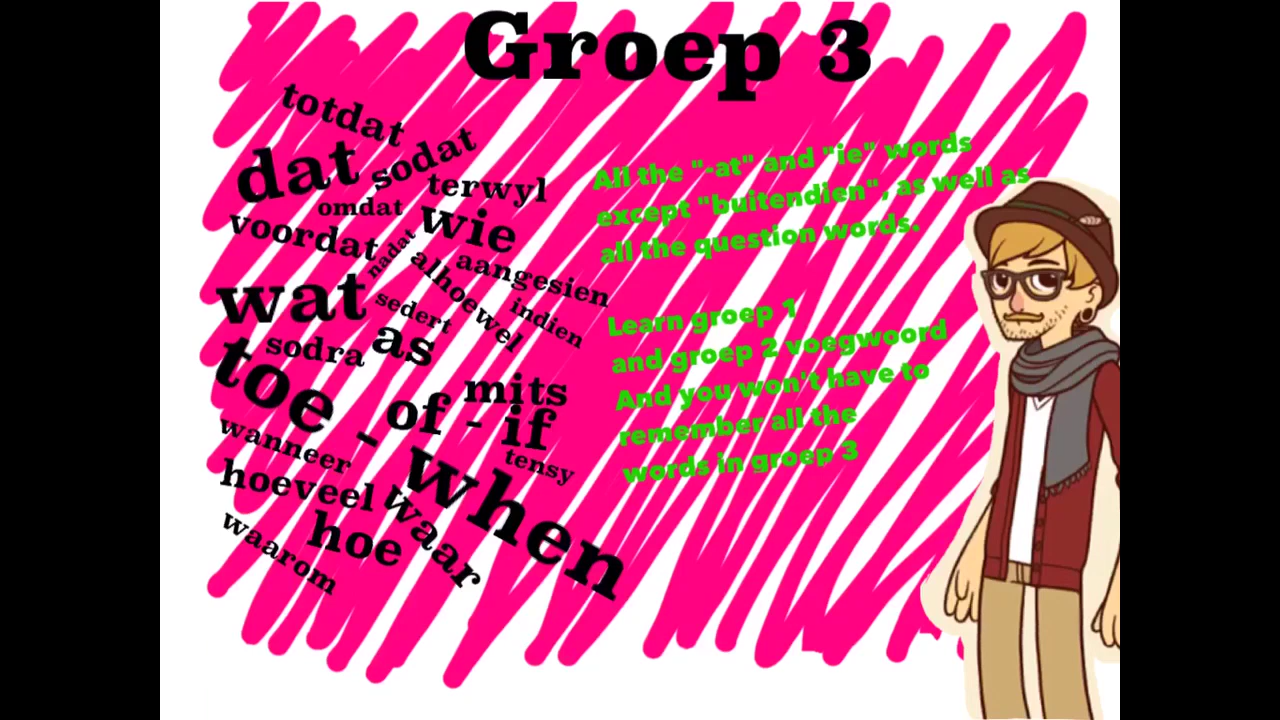 Groep 3
totdat
dat sodat
terwyl
omdat
wie
voordat
nadat
aangesien
alhoewel
wat
sedert
indien
as
sodra
toe - when
mits
of - if
wanneer
tensy
hoeveel
waar
hoe
waarom
All the "-at" and "ie" words
except "buitendien", as well as
all the question words.
Learn groep 1
and groep 2 voegwoord
And you won't have to
remember all the
words in groep 3